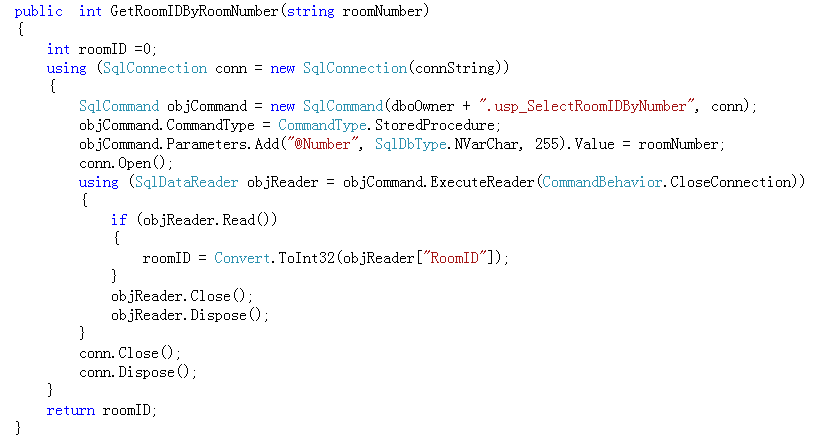 public  int GetRoomIDByRoomNumber(string roomNumber)
{
    int roomID =0;
    using (SqlConnection conn = new SqlConnection(connString))
    {
        SqlCommand objCommand = new SqlCommand(dboOwner + ".usp_SelectRoomIDByNumber", conn);
        objCommand.CommandType = CommandType.StoredProcedure;
        objCommand.Parameters.Add("@Number", SqlDbType.NVarChar, 255).Value = roomNumber;
        conn.Open();
        using (SqlDataReader objReader = objCommand.ExecuteReader(CommandBehavior.CloseConnection))
        {
            if (objReader.Read())
            {
                roomID = Convert.ToInt32(objReader["RoomID"]);
            }
            objReader.Close();
            objReader.Dispose();
        }
        conn.Close();
        conn.Dispose();
    }
    return roomID;
}